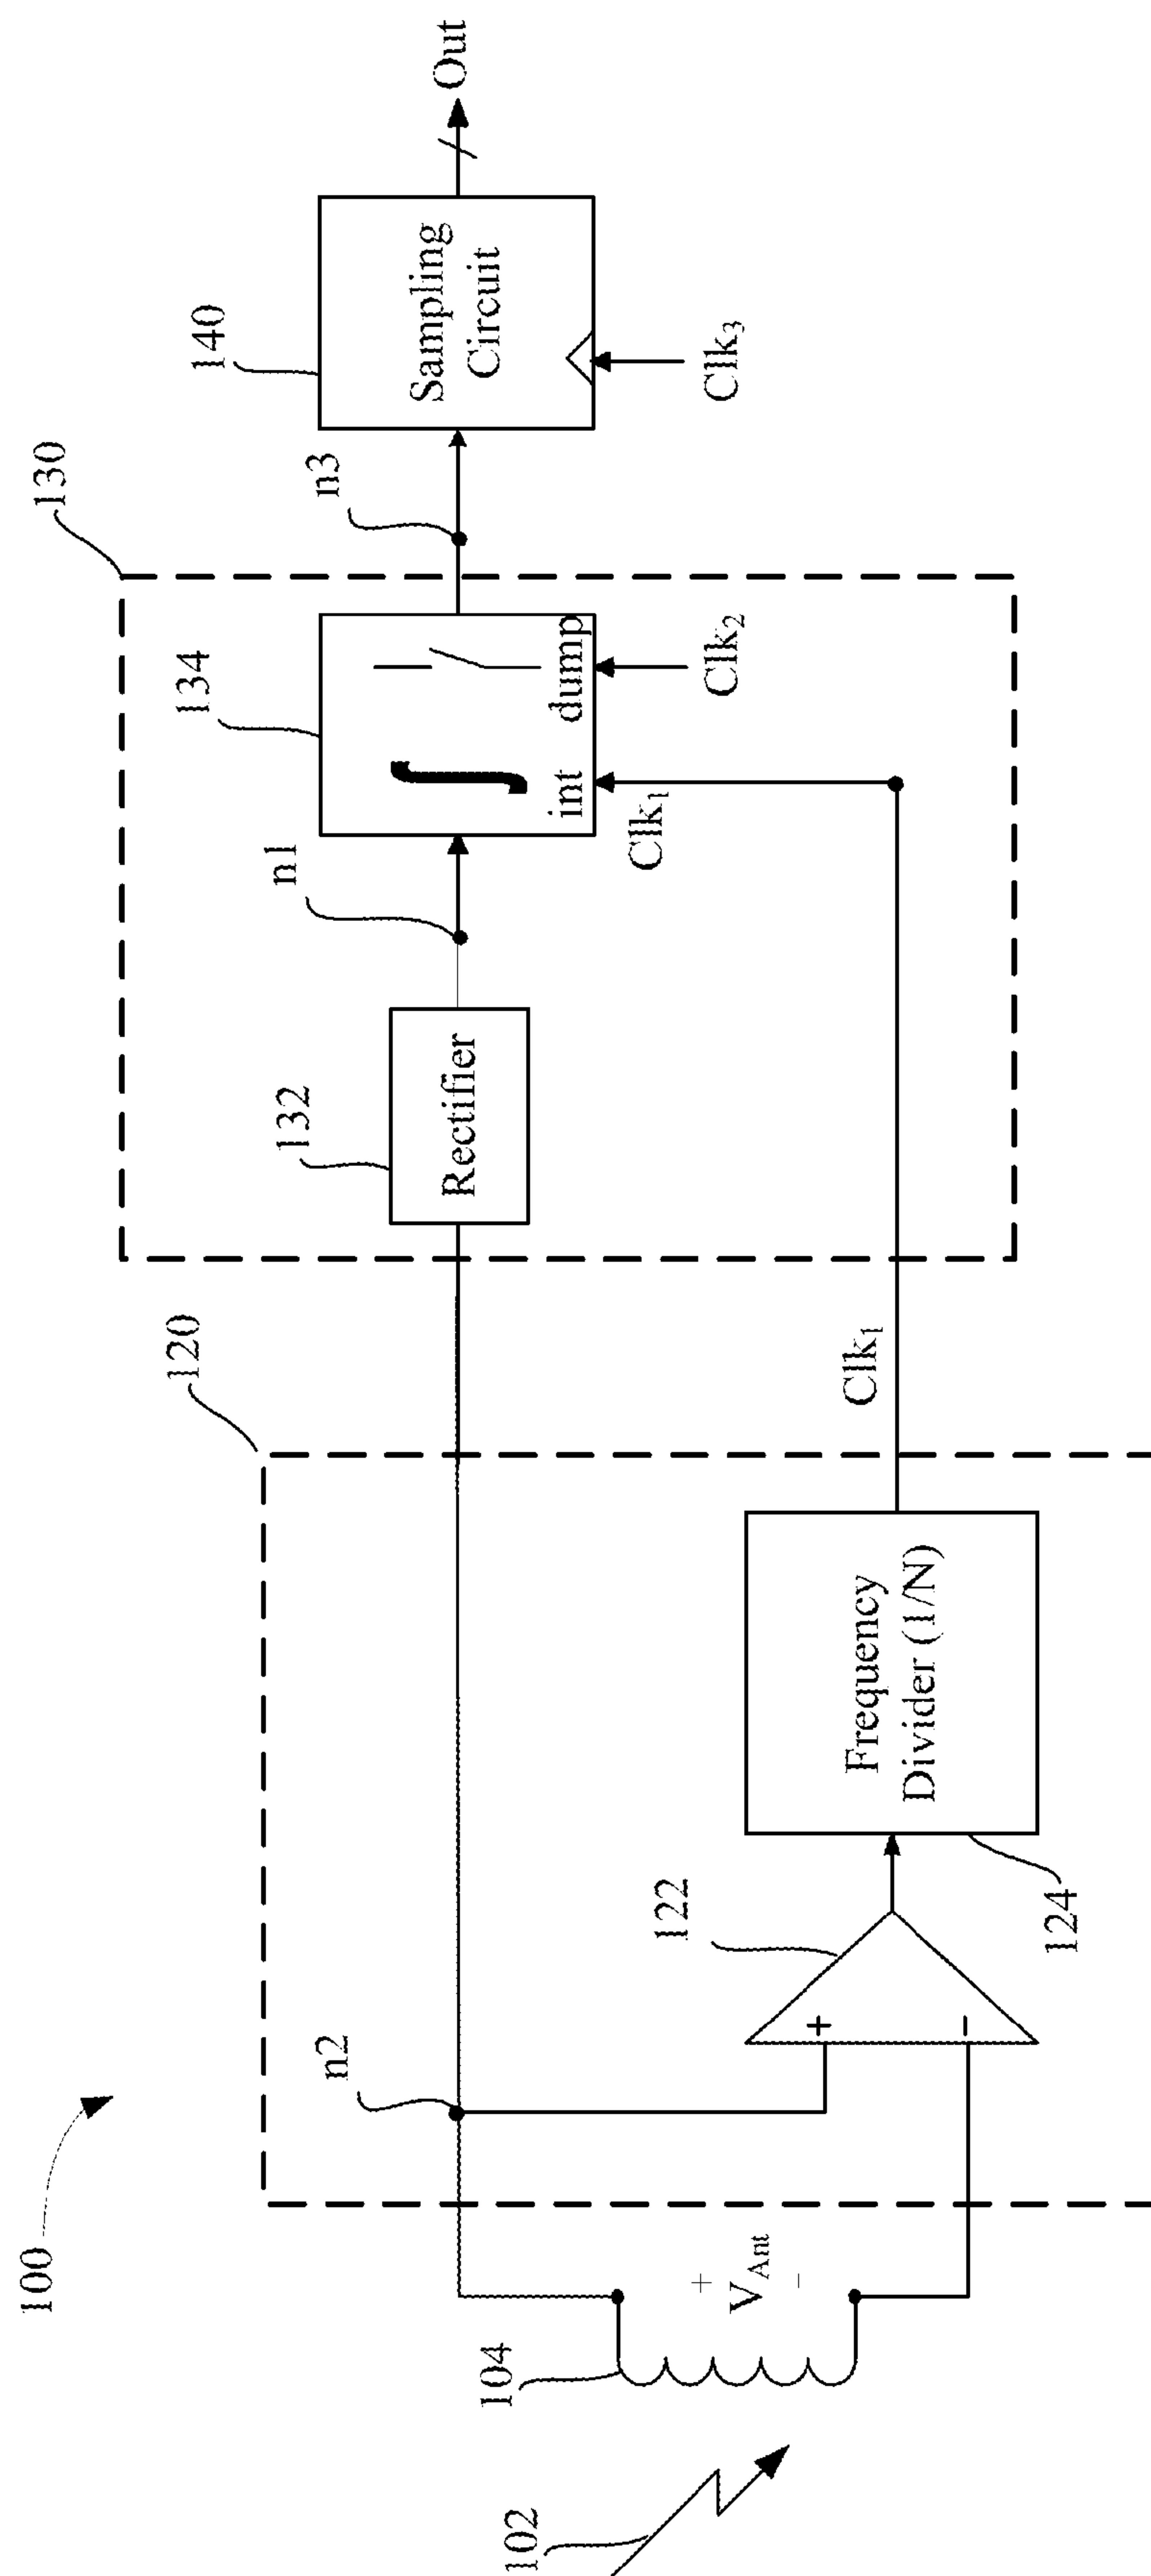 100
102
104
+
V_Ant
-
120
n2
122
+
-
Frequency
Divider (1/N)
124
Clk₁
130
132
Rectifier
n1
134
∫
int
dump
Clk₁
Clk₂
n3
140
Sampling
Circuit
Clk₃
Out